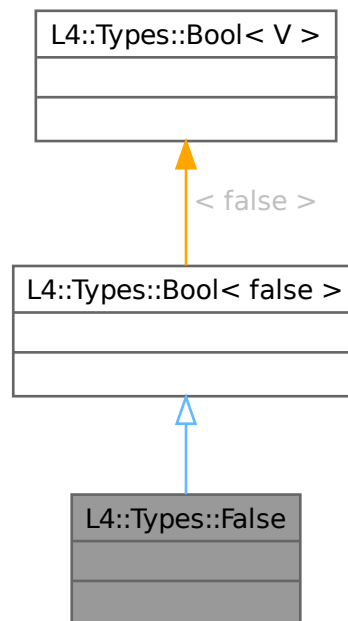 L4::Types::Bool< V >
< false >
L4::Types::Bool< false >
L4::Types::False